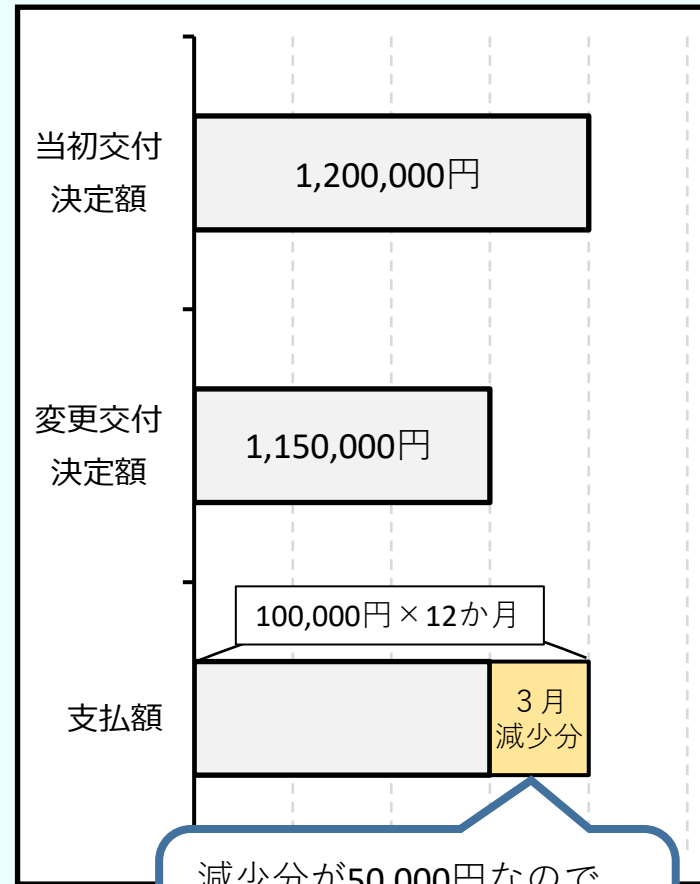 当初交付
決定額
1,200,000円
変更交付
決定額
1,150,000円
100,000円×12か月
支払額
３月
減少分
減少分が50,000円なので